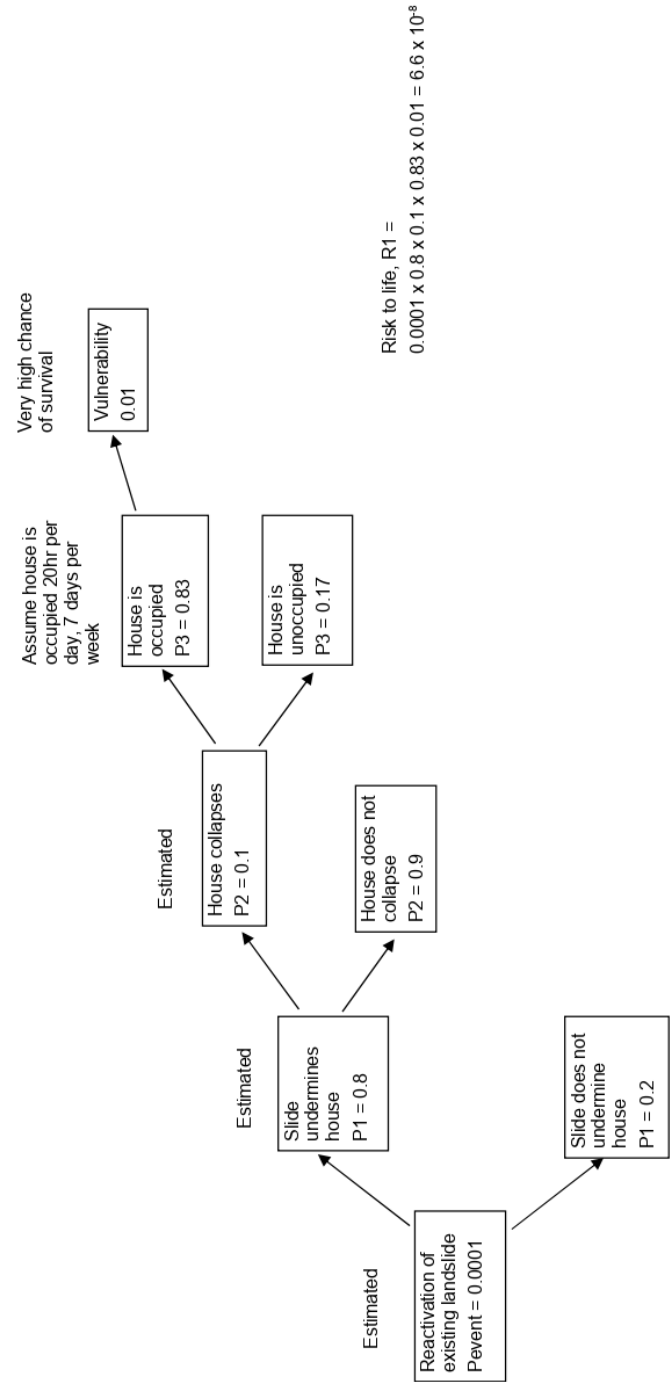 Estimated
Reactivation of
existing landslide
Pevent = 0.0001
Estimated
Slide
undermines
house
P1 = 0.8
Slide does not
undermine
house
P1 = 0.2
Estimated
House collapses
P2 = 0.1
House does not
collapse
P2 = 0.9
Assume house is
occupied 20hr per
day, 7 days per
week
House is
occupied
P3 = 0.83
House is
unoccupied
P3 = 0.17
Very high chance
of survival
Vulnerability
0.01
Risk to life, R1 =
0.0001 x 0.8 x 0.1 x 0.83 x 0.01 = 6.6 x 10⁻⁸